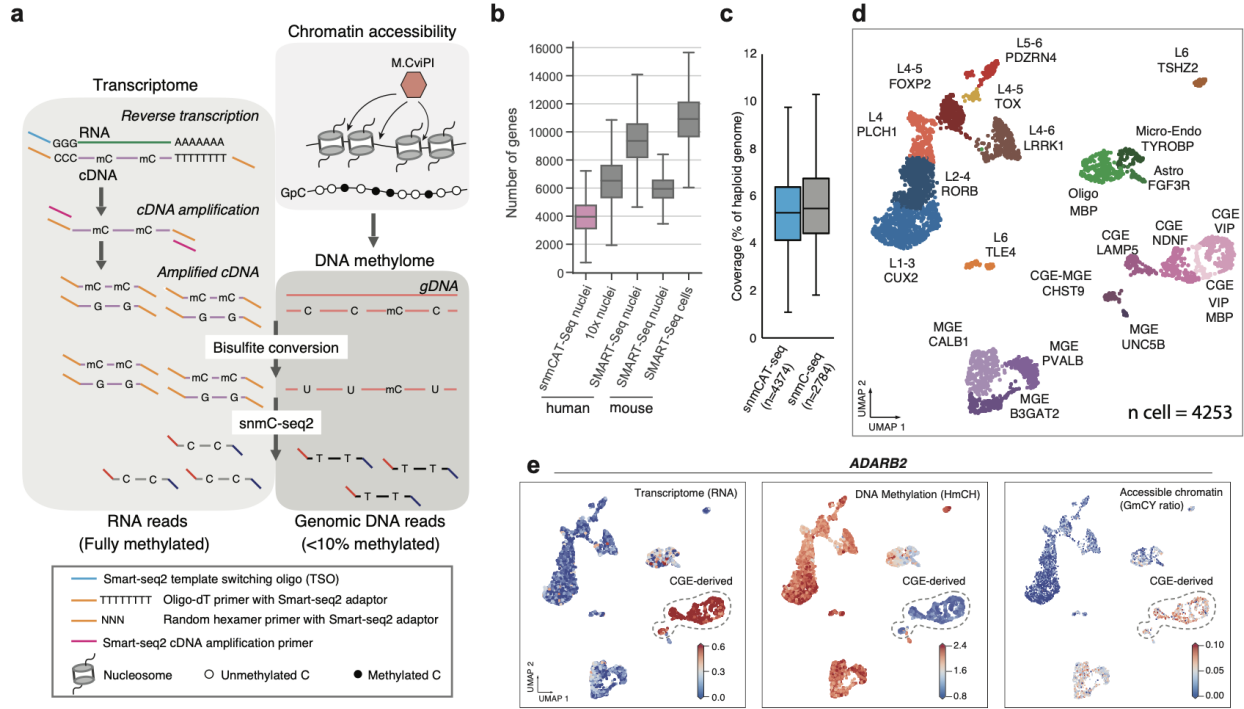 a
Chromatin accessibility
M.CviPI
Transcriptome
Reverse transcription
GGG RNA AAAAAAA
CCC mC mC TTTTTTTT
cDNA
GpC
cDNA amplification
mC mC
DNA methylome
Amplified cDNA
gDNA
mC mC
mC mC
G G
G G
C C mC C
Bisulfite conversion
mC mC
mC mC
G G
G G
U U mC U
snmC-seq2
C C
C C
C C
T T
T T
T T
RNA reads
(Fully methylated)
Genomic DNA reads
(<10% methylated)
Smart-seq2 template switching oligo (TSO)
TTTTTTTT Oligo-dT primer with Smart-seq2 adaptor
NNN Random hexamer primer with Smart-seq2 adaptor
Smart-seq2 cDNA amplification primer
Nucleosome Unmethylated C Methylated C
b
Number of genes
16000
14000
12000
10000
8000
6000
4000
2000
0
snmCAT-Seq nuclei
10x nuclei
SMART-Seq nuclei
SMART-Seq nuclei
SMART-Seq cells
human
mouse
c
Coverage (% of haploid genome)
12
10
8
6
4
2
0
snmCAT-seq
(n=4374)
snmC-seq
(n=2784)
d
L5-6
PDZRN4
L6
TSHZ2
L4-5
FOXP2
L4-5
TOX
L4
PLCH1
L4-6
LRRK1
Micro-Endo
TYROBP
Astro
FGF3R
L2-4
RORB
Oligo
MBP
L1-3
CUX2
L6
TLE4
CGE
LAMP5
CGE
NDNF
CGE
VIP
CGE-MGE
CHST9
CGE
VIP
MBP
MGE
UNC5B
MGE
CALB1
MGE
PVALB
MGE
B3GAT2
UMAP 2
UMAP 1
n cell = 4253
e
ADARB2
Transcriptome (RNA)
CGE-derived
0.6
0.3
0.0
UMAP 2
UMAP 1
DNA Methylation (HmCH)
CGE-derived
2.4
1.6
0.8
Accessible chromatin
(GmCY ratio)
CGE-derived
0.10
0.05
0.00